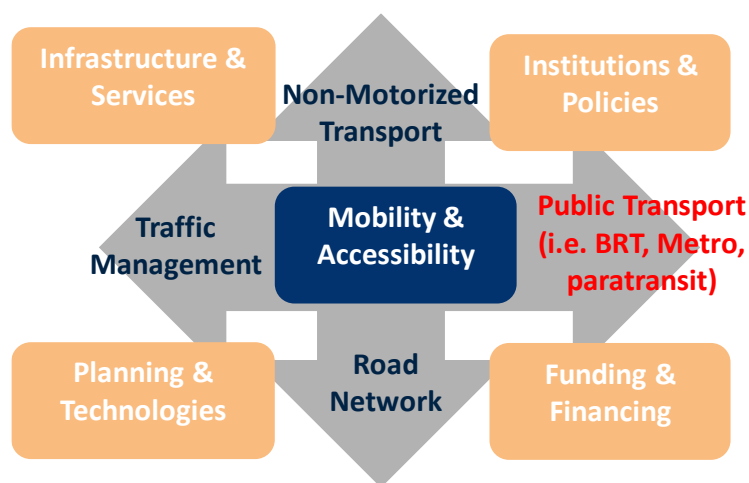 Infrastructure &
Services
Institutions &
Policies
Non-Motorized
Transport
Traffic
Management
Mobility &
Accessibility
Public Transport
(i.e. BRT, Metro,
paratransit)
Planning &
Technologies
Road
Network
Funding &
Financing